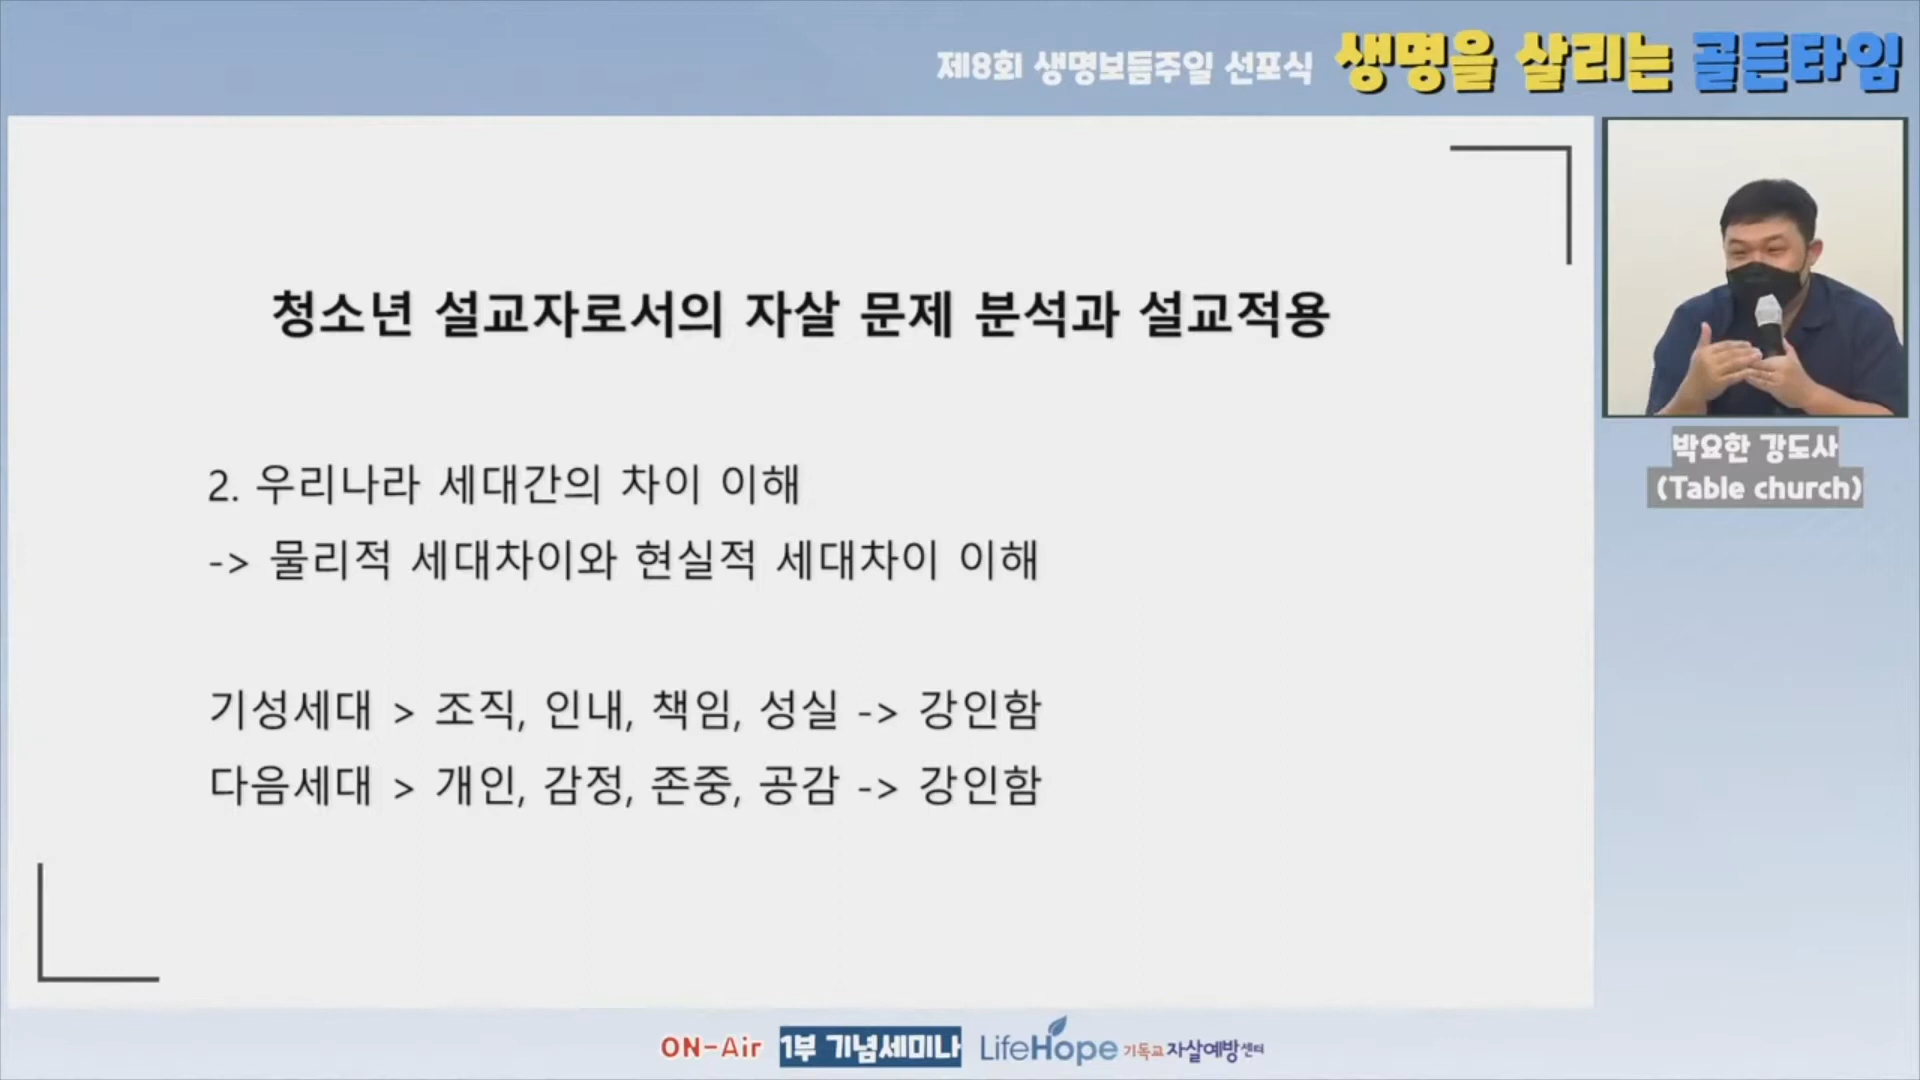 제8회 생명보듬주일 선포식 생명을 살리는 골든타임
청소년 설교자로서의 자살 문제 분석과 설교적용
2. 우리나라 세대간의 차이 이해
-> 물리적 세대차이와 현실적 세대차이 이해
기성세대 > 조직, 인내, 책임, 성실 -> 강인함
다음세대 > 개인, 감정, 존중, 공감 -> 강인함
박요한 강도사
(Table church)
ON-Air 1부 기념세미나 LifeHope 기독교 자살예방센터